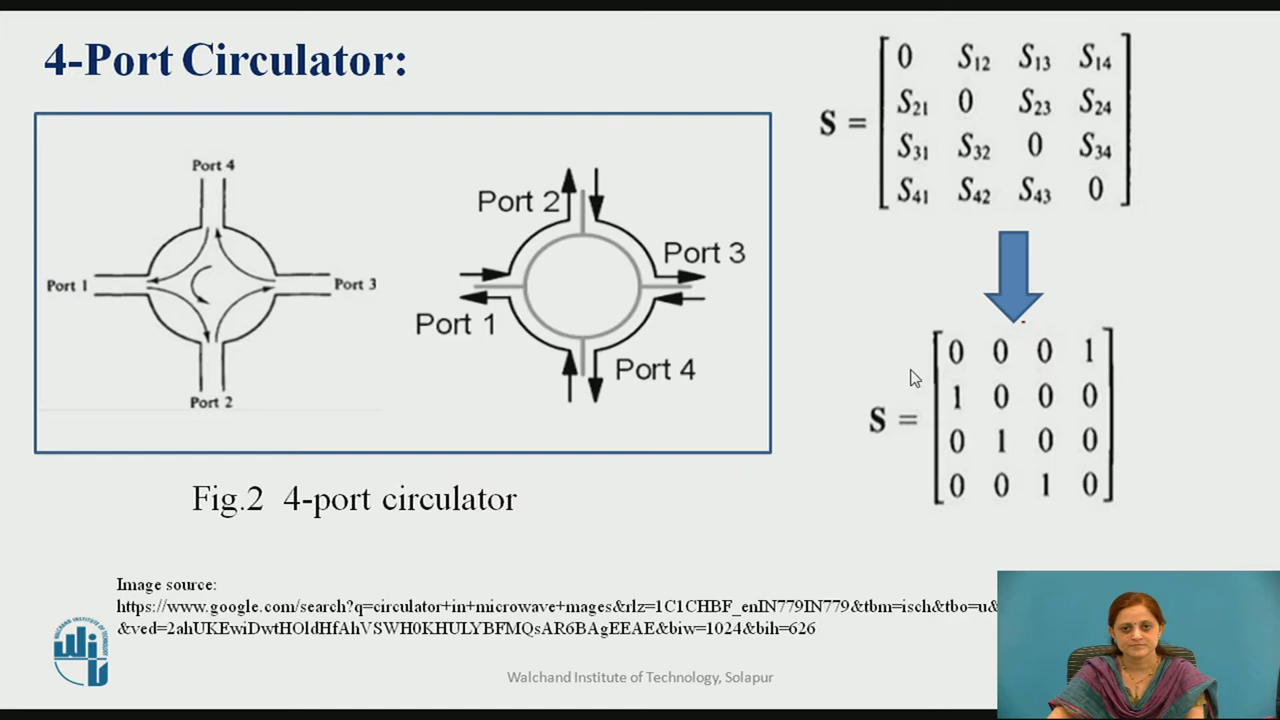 4-Port Circulator:
Port 4
Port 1
Port 3
Port 2
Port 2
Port 3
Port 1
Port 4
Fig.2 4-port circulator
S =
0 S12 S13 S14
S21 0 S23 S24
S31 S32 0 S34
S41 S42 S43 0
S =
0 0 0 1
1 0 0 0
0 1 0 0
0 0 1 0
Image source:
https://www.google.com/search?q=circulator+in+microwave+mages&rlz=1C1CHBF_enIN779IN779&tbm=isch&tbo=u&
&ved=2ahUKEwiDwtHOldHfAhVSWH0KHULYBFMQsAR6BAgEEAE&biw=1024&bih=626
WALCHAND INSTITUTE OF TECHNOLOGY
Walchand Institute of Technology, Solapur